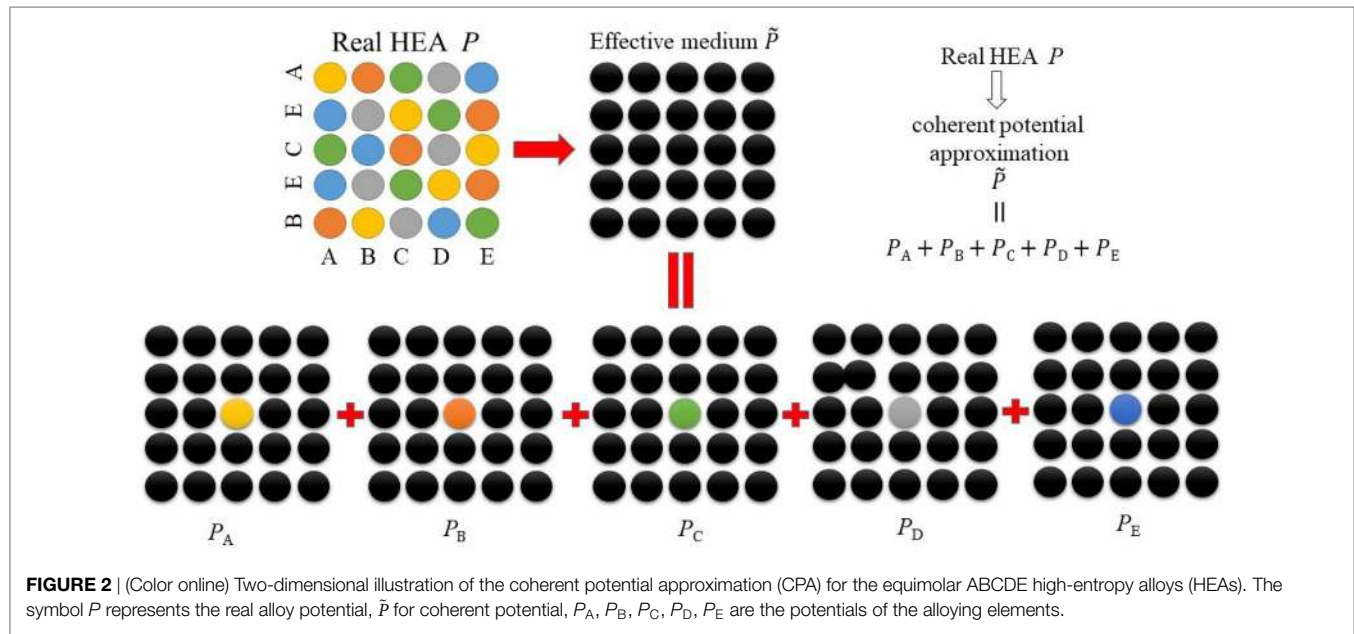 Real HEA P
A
E
C
E
B
A B C D E
Effective medium P̃
Real HEA P
coherent potential
approximation
P̃
=
P_A + P_B + P_C + P_D + P_E
+ + + +
P_A P_B P_C P_D P_E
FIGURE 2 | (Color online) Two-dimensional illustration of the coherent potential approximation (CPA) for the equimolar ABCDE high-entropy alloys (HEAs). The
symbol P represents the real alloy potential, P̃ for coherent potential, P_A, P_B, P_C, P_D, P_E are the potentials of the alloying elements.